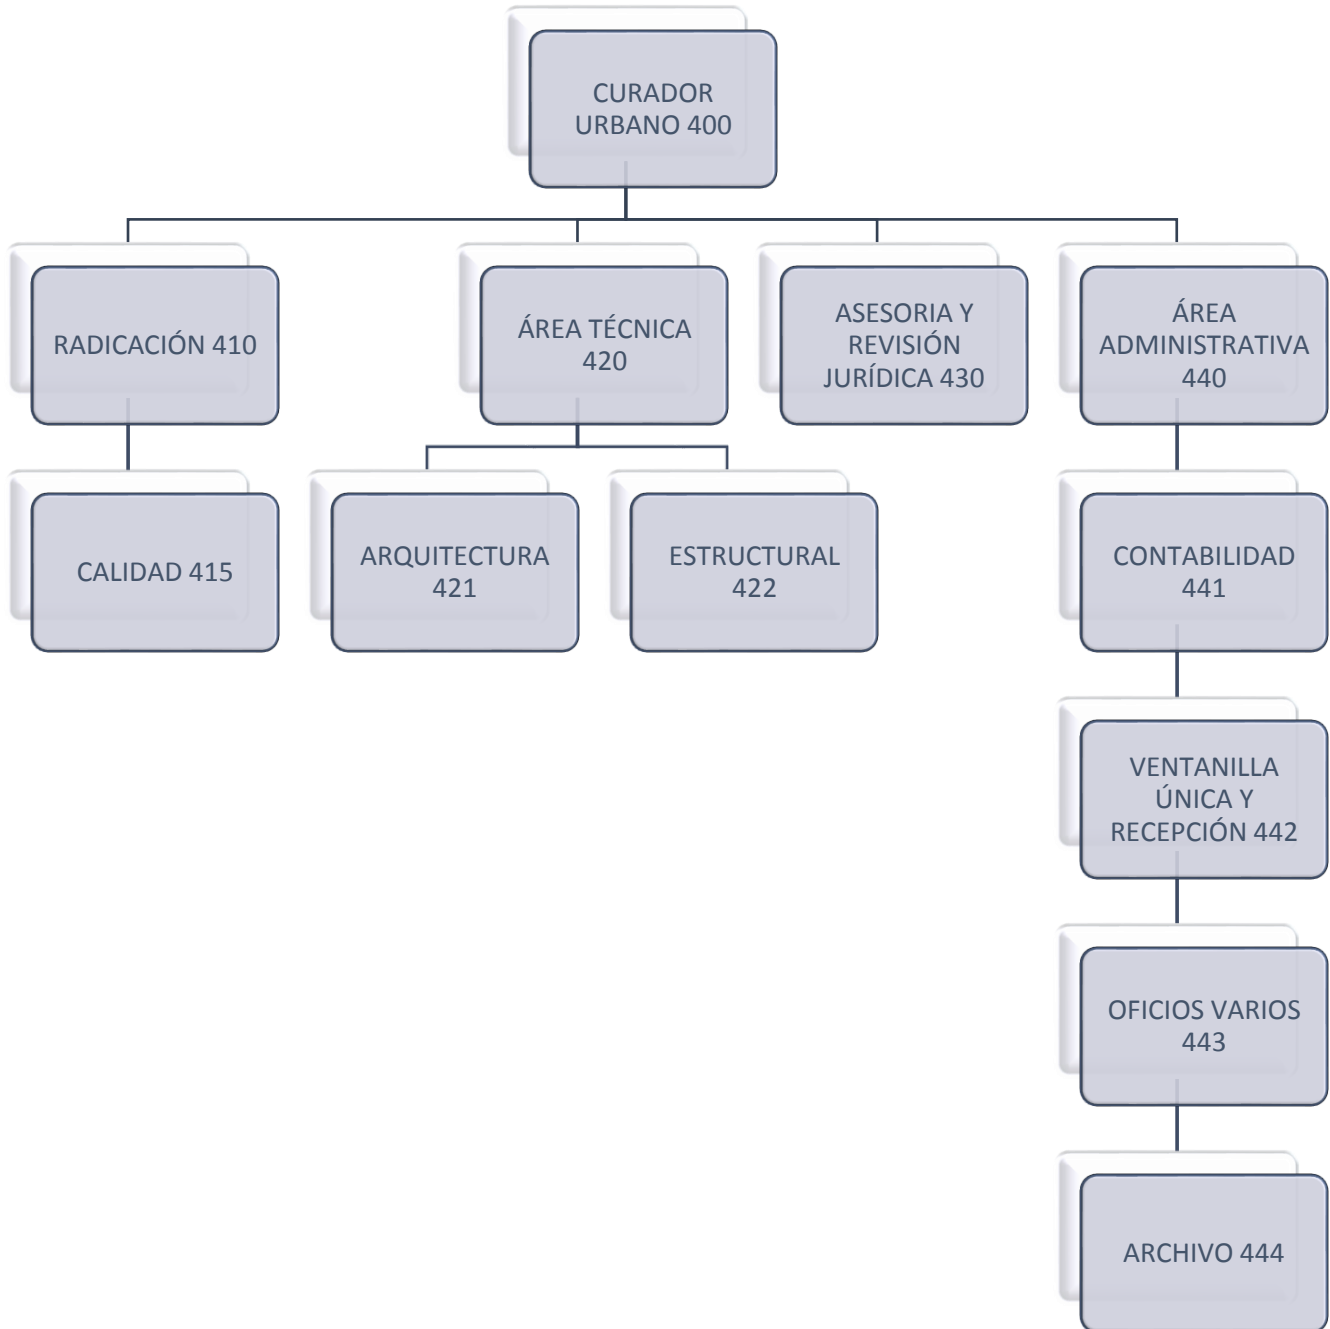 CURADOR
URBANO 400
RADICACIÓN 410
ÁREA TÉCNICA
420
ASESORIA Y
REVISIÓN
JURÍDICA 430
ÁREA
ADMINISTRATIVA
440
CALIDAD 415
ARQUITECTURA
421
ESTRUCTURAL
422
CONTABILIDAD
441
VENTANILLA
ÚNICA Y
RECEPCIÓN 442
OFICIOS VARIOS
443
ARCHIVO 444